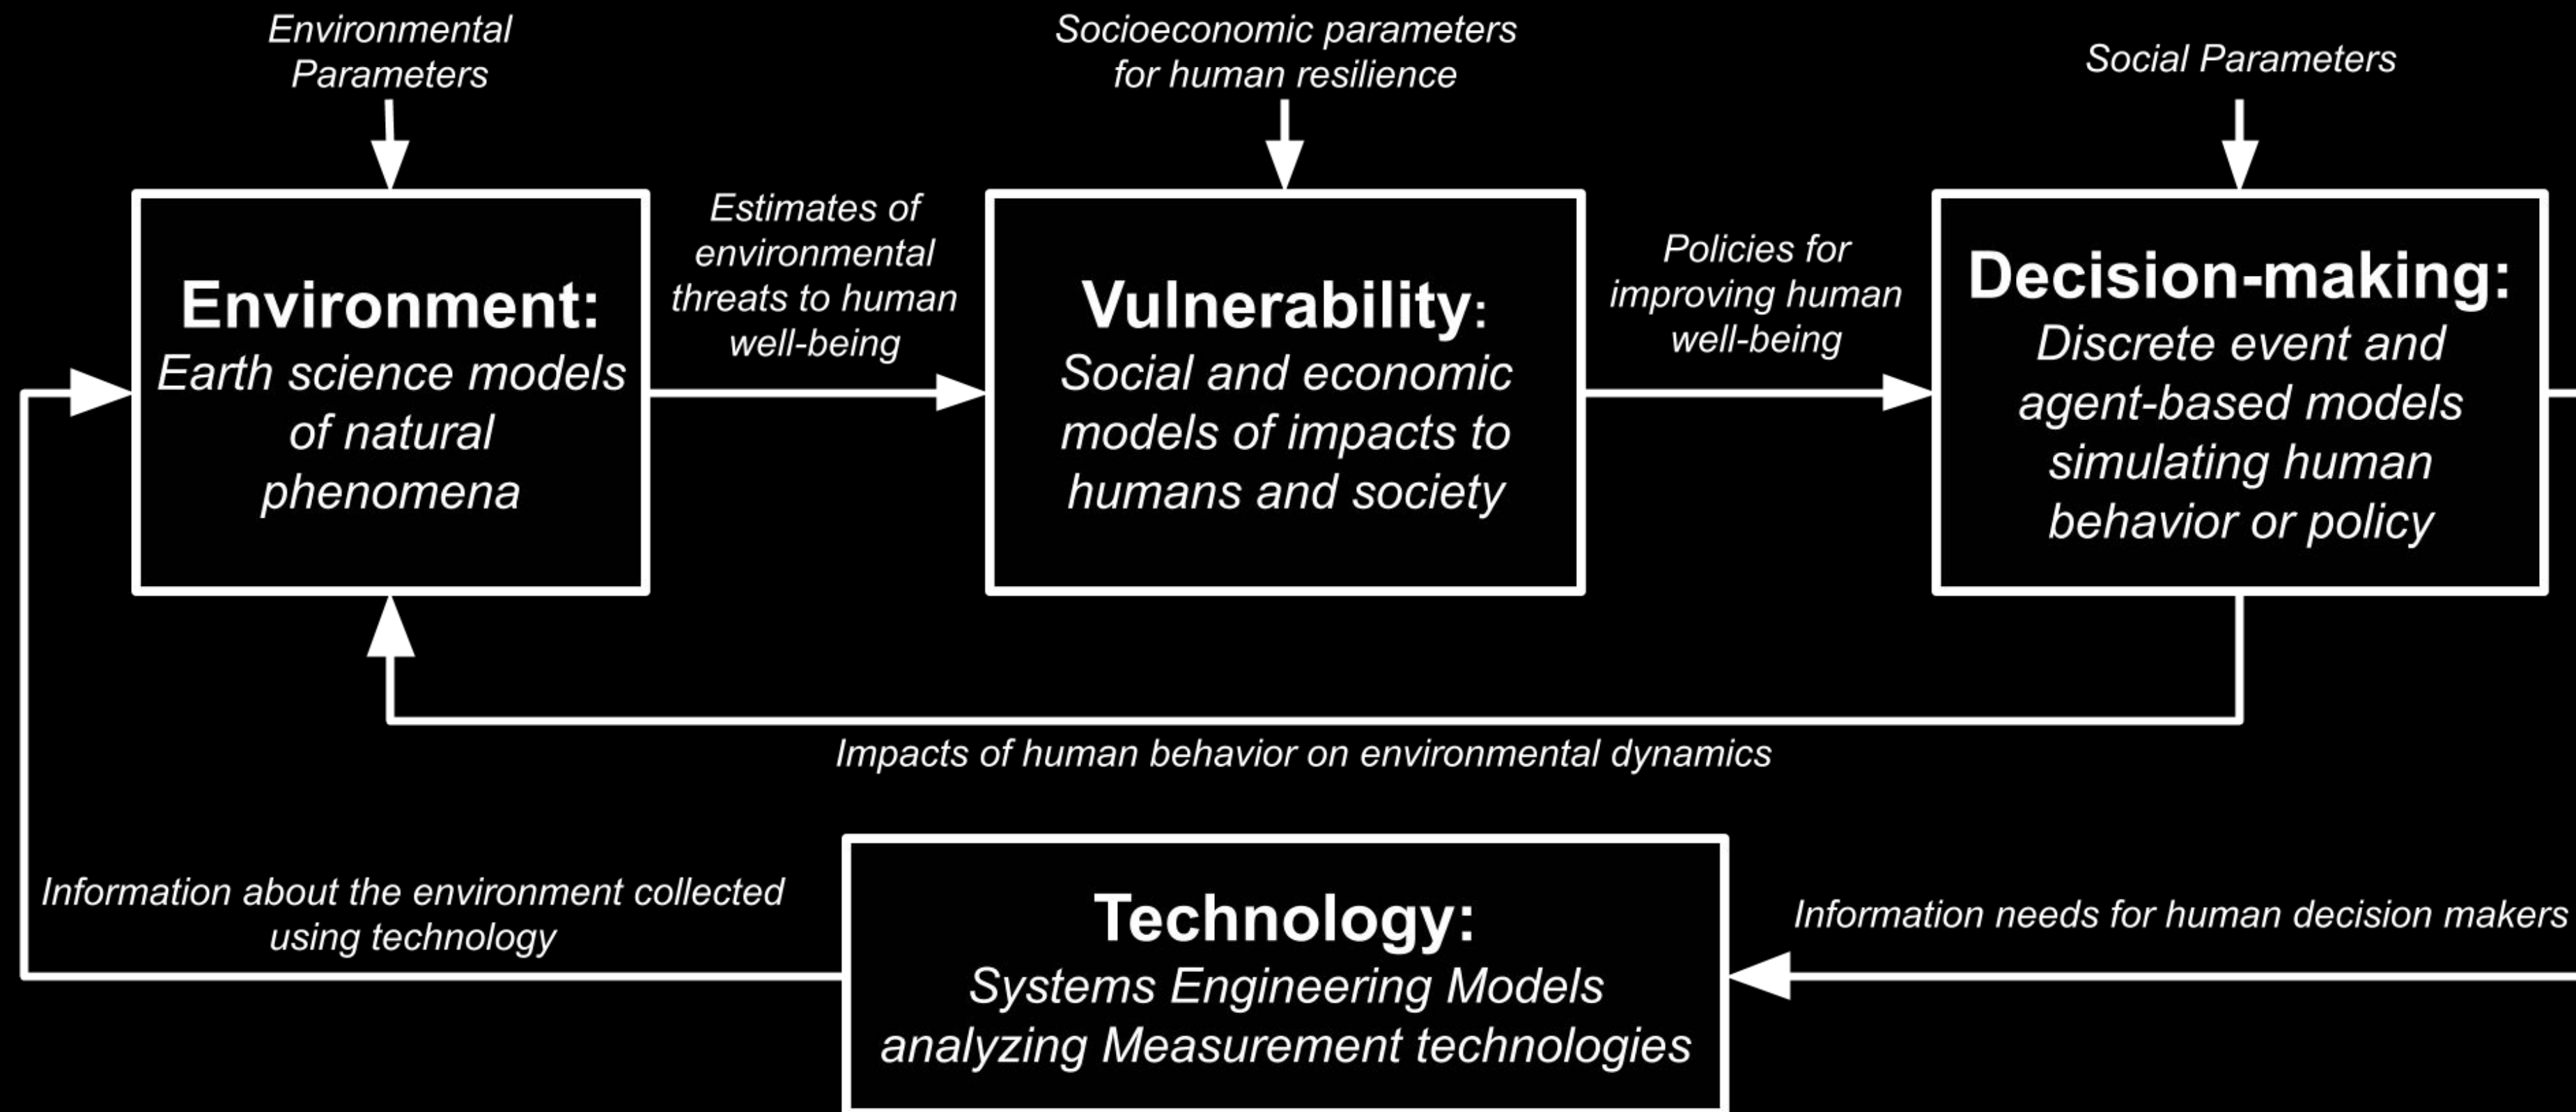 Environmental
Parameters
Socioeconomic parameters
for human resilience
Social Parameters
Environment:
Earth science models
of natural
phenomena
Estimates of
environmental
threats to human
well-being
Vulnerability:
Social and economic
models of impacts to
humans and society
Policies for
improving human
well-being
Decision-making:
Discrete event and
agent-based models
simulating human
behavior or policy
Impacts of human behavior on environmental dynamics
Information about the environment collected
using technology
Technology:
Systems Engineering Models
analyzing Measurement technologies
Information needs for human decision makers